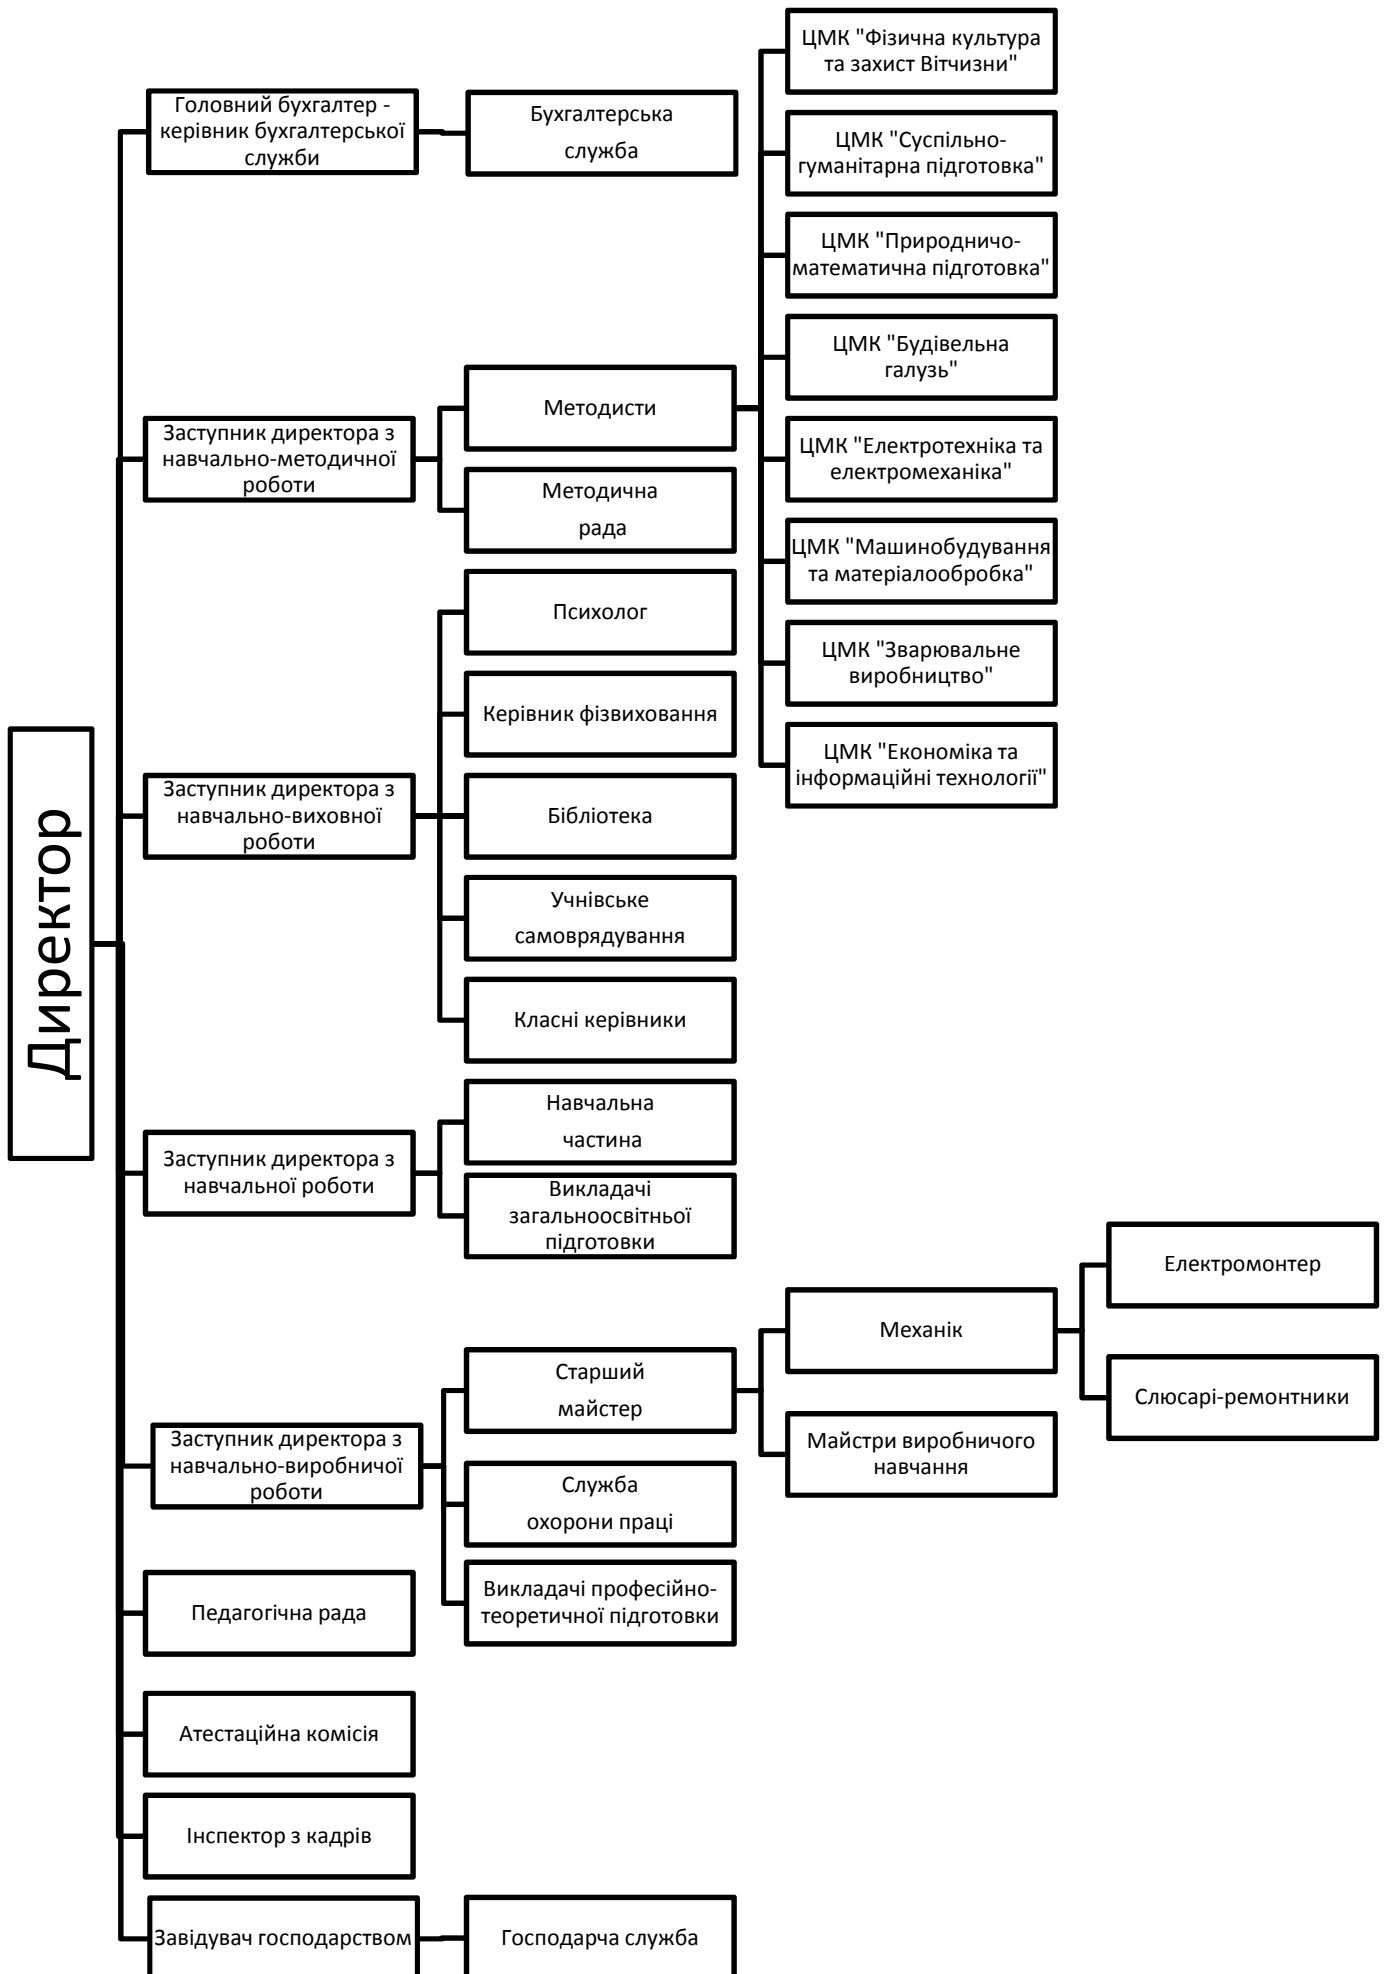 Директор
Головний бухгалтер -
керівник бухгалтерської
служби
Бухгалтерська
служба
Заступник директора з
навчально-методичної
роботи
Методисти
ЦМК "Фізична культура
та захист Вітчизни"
ЦМК "Суспільно-
гуманітарна підготовка"
ЦМК "Природничо-
математична підготовка"
ЦМК "Будівельна
галузь"
ЦМК "Електротехніка та
електромеханіка"
ЦМК "Машинобудування
та матеріалообробка"
ЦМК "Зварювальне
виробництво"
ЦМК "Економіка та
інформаційні технології"
Методична
рада
Заступник директора з
навчально-виховної
роботи
Психолог
Керівник фізвиховання
Бібліотека
Учнівське
самоврядування
Класні керівники
Заступник директора з
навчальної роботи
Навчальна
частина
Викладачі
загальноосвітньої
підготовки
Заступник директора з
навчально-виробничої
роботи
Старший
майстер
Механік
Електромонтер
Слюсарі-ремонтники
Майстри виробничого
навчання
Служба
охорони праці
Викладачі професійно-
теоретичної підготовки
Педагогічна рада
Атестаційна комісія
Інспектор з кадрів
Завідувач господарством
Господарча служба